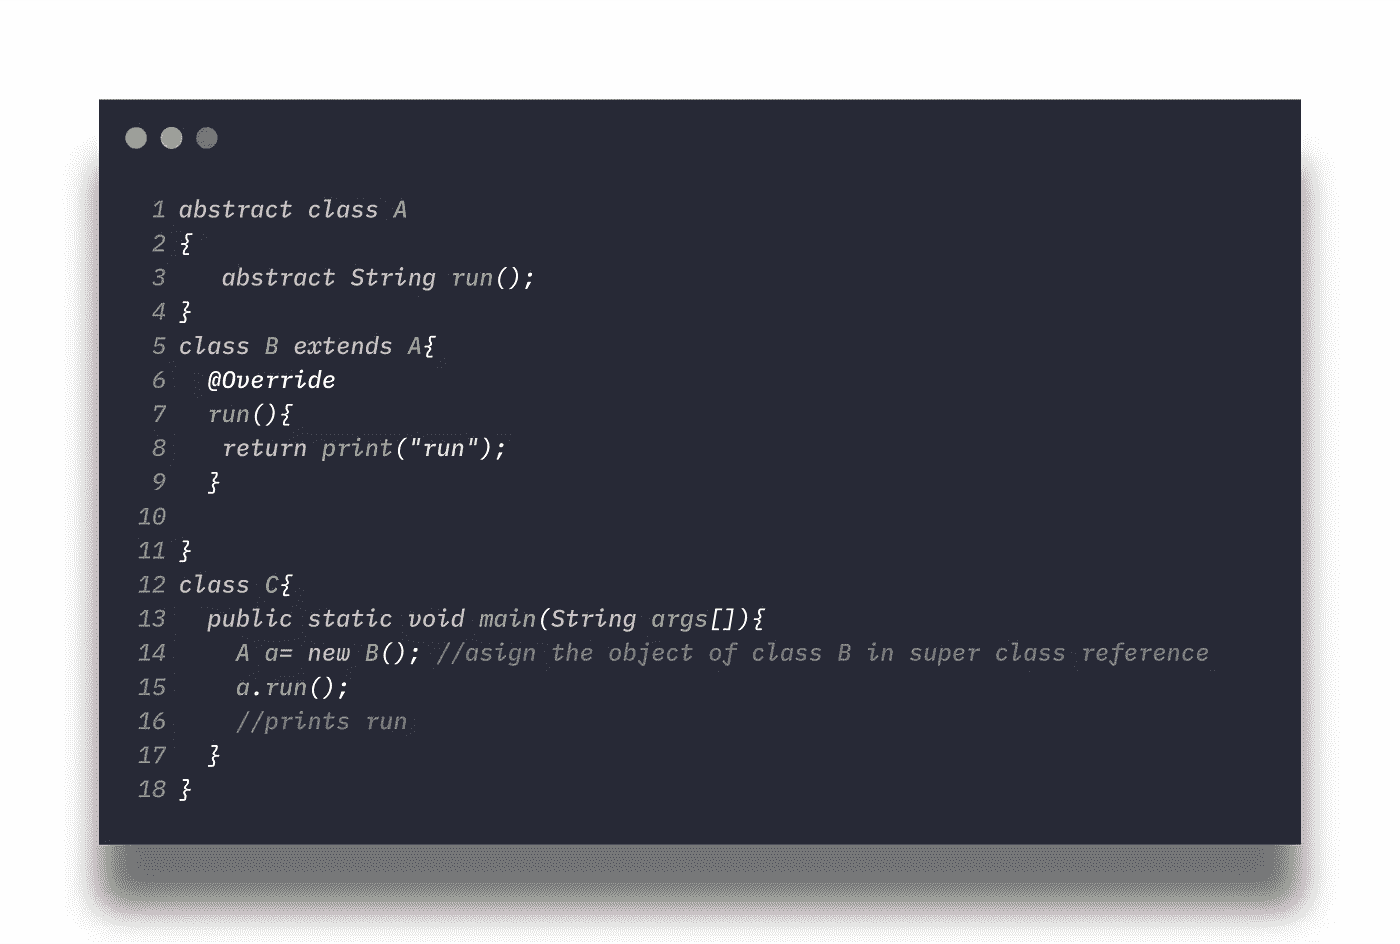 1 abstract class A
2 {
3    abstract String run();
4 }
5 class B extends A{
6   @Override
7   run(){
8    return print("run");
9   }
10
11 }
12 class C{
13   public static void main(String args[]){
14     A a= new B(); //asign the object of class B in super class reference
15     a.run();
16     //prints run
17   }
18 }